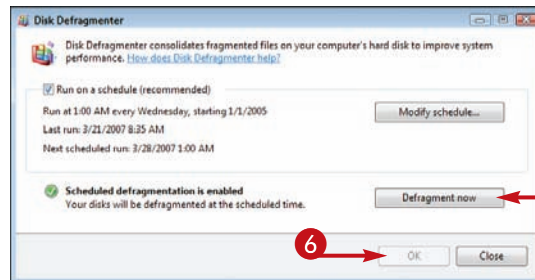 Disk Defragmenter
Disk Defragmenter consolidates fragmented files on your computer's hard disk to improve system
performance. How does Disk Defragmenter help?
Run on a schedule (recommended)
Run at 1:00 AM every Wednesday, starting 1/1/2005
Modify schedule...
Last run: 3/21/2007 8:35 AM
Next scheduled run: 3/28/2007 1:00 AM
Scheduled defragmentation is enabled
Your disks will be defragmented at the scheduled time.
Defragment now
6
OK
Close